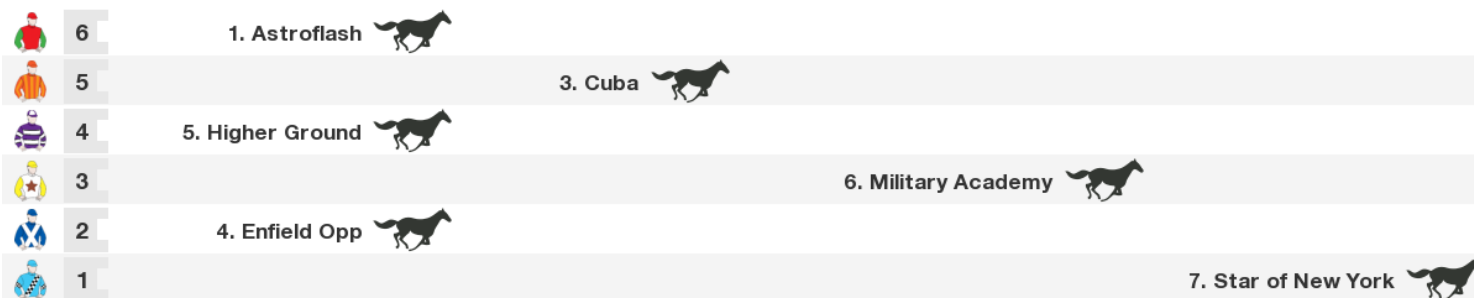 6 1. Astroflash
5 3. Cuba
4 5. Higher Ground
3 6. Military Academy
2 4. Enfield Opp
1 7. Star of New York